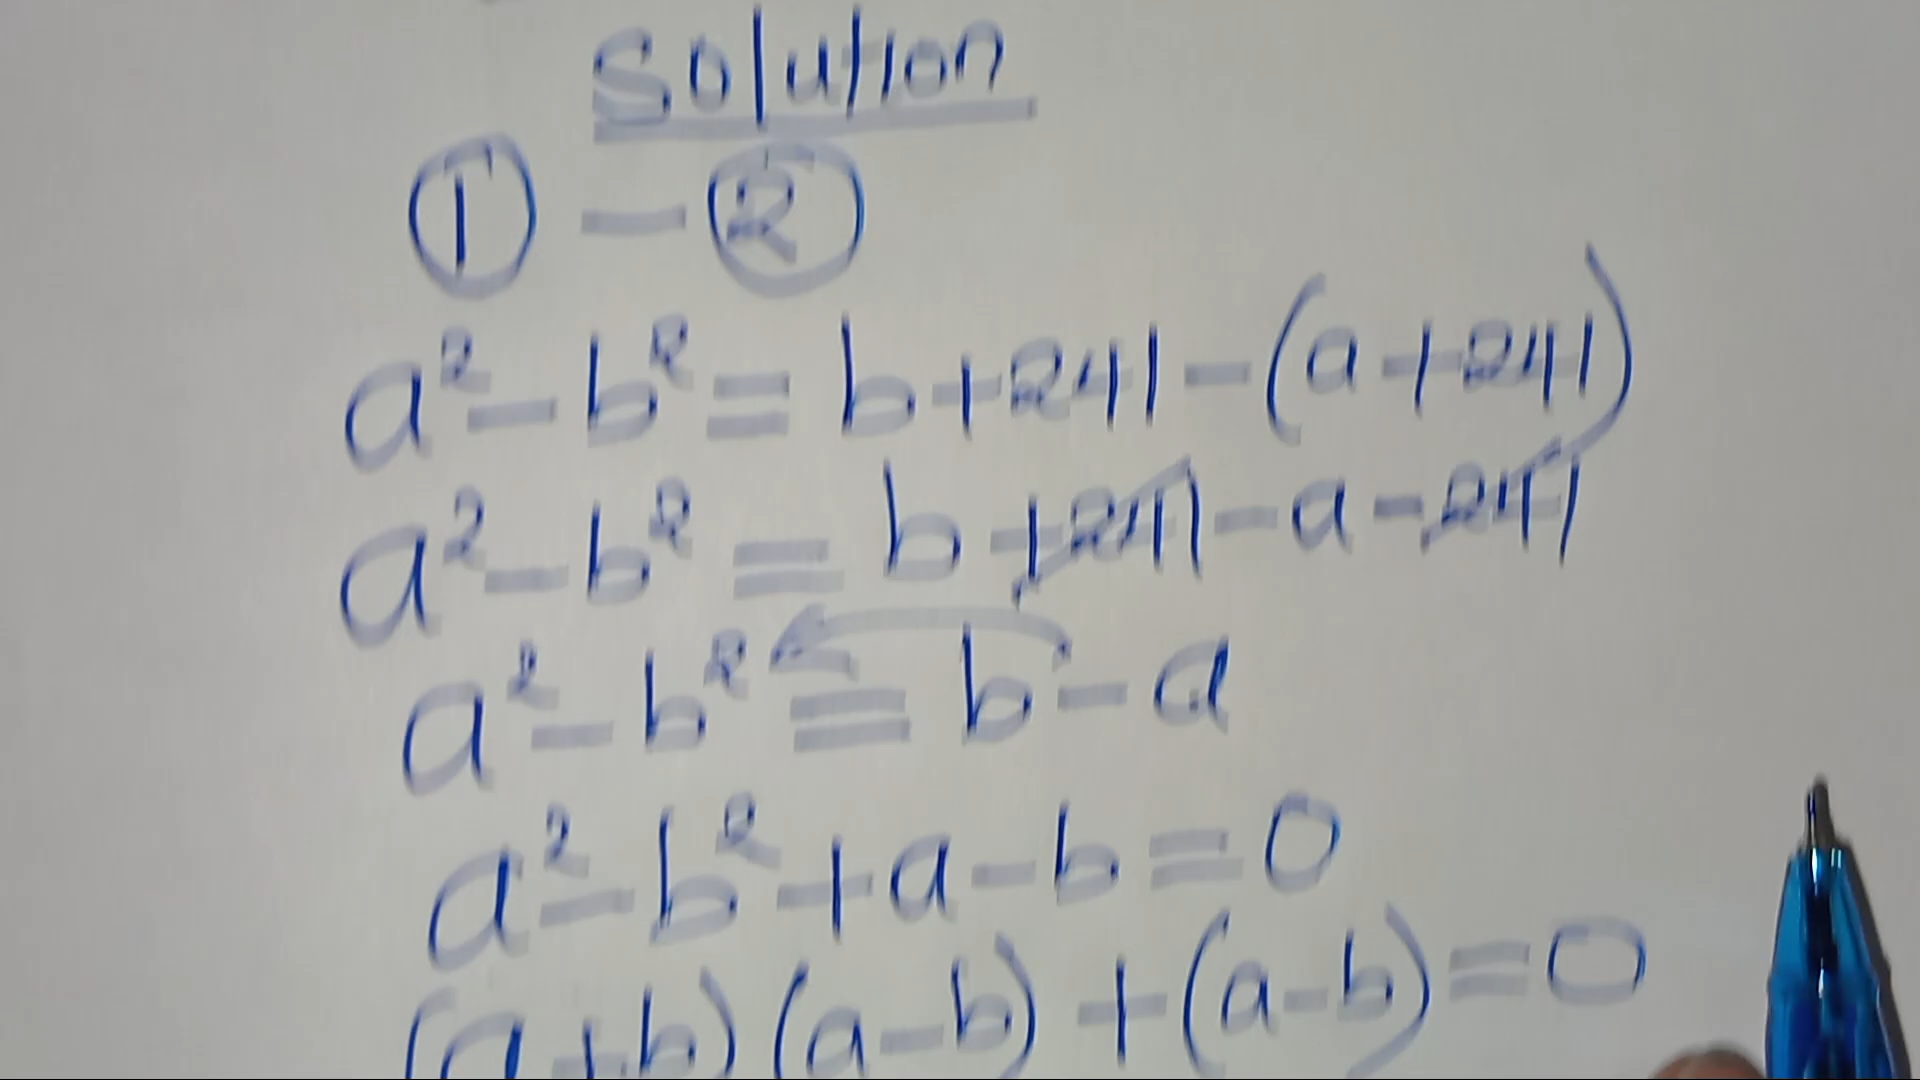 Solution
① - ②
a² - b² = b + 241 - (a + 241)
a² - b² = b + 241 - a - 241
a² - b² = b - a
a² - b² + a - b = 0
(a + b) (a - b) + (a - b) = 0